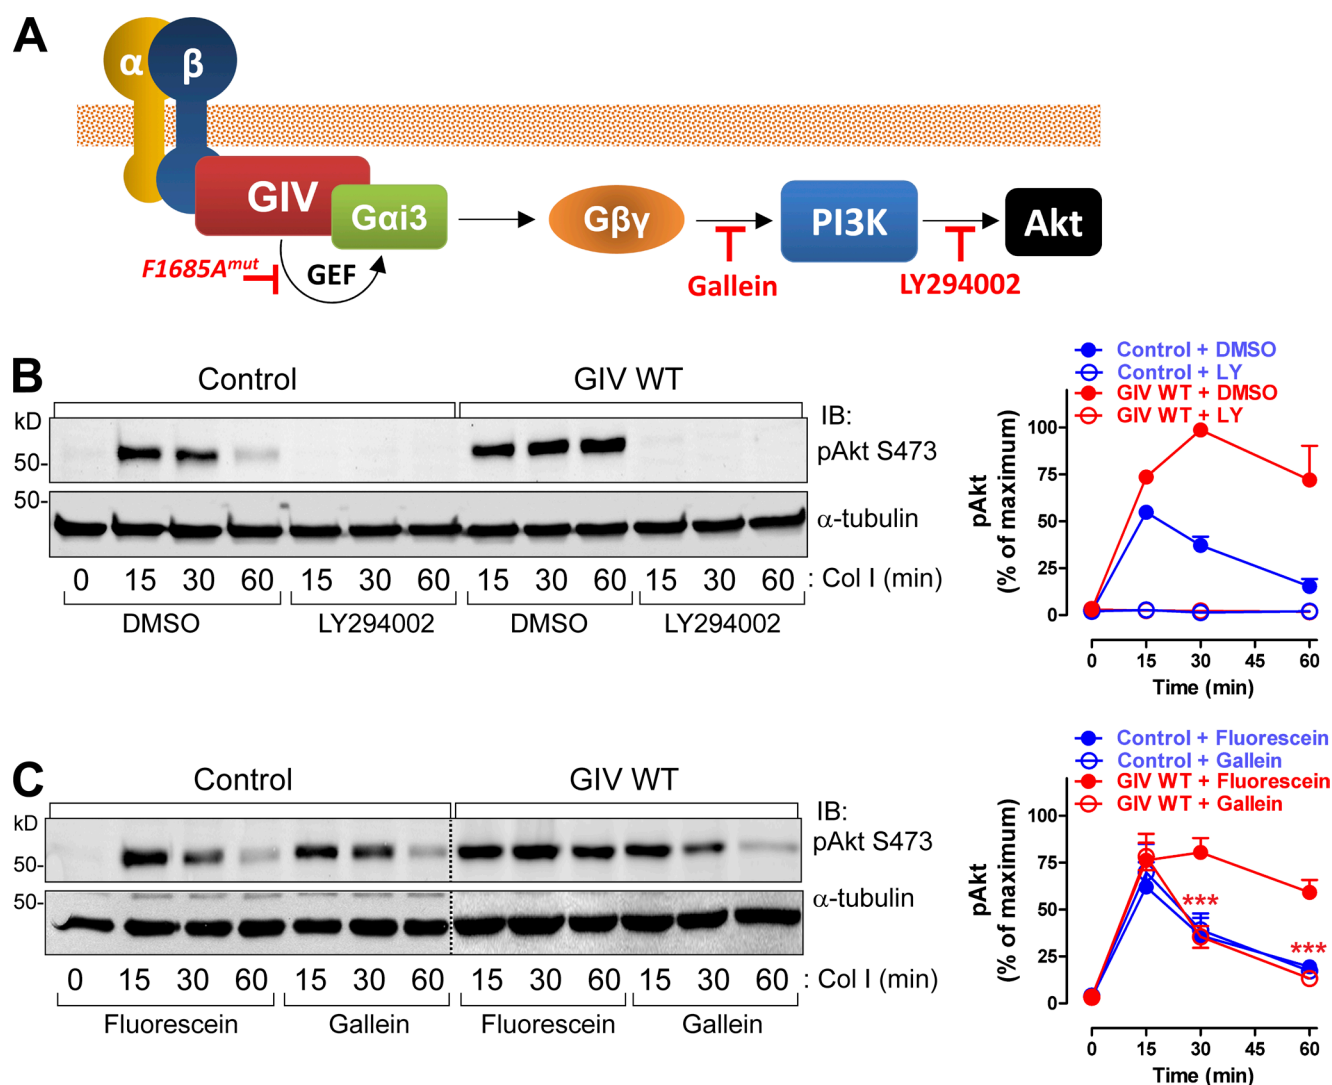 A
α β
GIV
Gαi3
Gβγ
PI3K
Akt
F1685Amut
GEF
Gallein
LY294002
B
Control GIV WT
kD
IB:
50-
pAkt S473
50-
α-tubulin
0 15 30 60 15 30 60 15 30 60 15 30 60 : Col I (min)
DMSO LY294002 DMSO LY294002
Control + DMSO
Control + LY
GIV WT + DMSO
GIV WT + LY
pAkt
(% of maximum)
100
75
50
25
0
0 15 30 45 60
Time (min)
C
Control GIV WT
kD
IB:
50-
pAkt S473
50-
α-tubulin
0 15 30 60 15 30 60 15 30 60 15 30 60 : Col I (min)
Fluorescein Gallein Fluorescein Gallein
Control + Fluorescein
Control + Gallein
GIV WT + Fluorescein
GIV WT + Gallein
pAkt
(% of maximum)
100
75
50
25
0
***
***
0 15 30 45 60
Time (min)